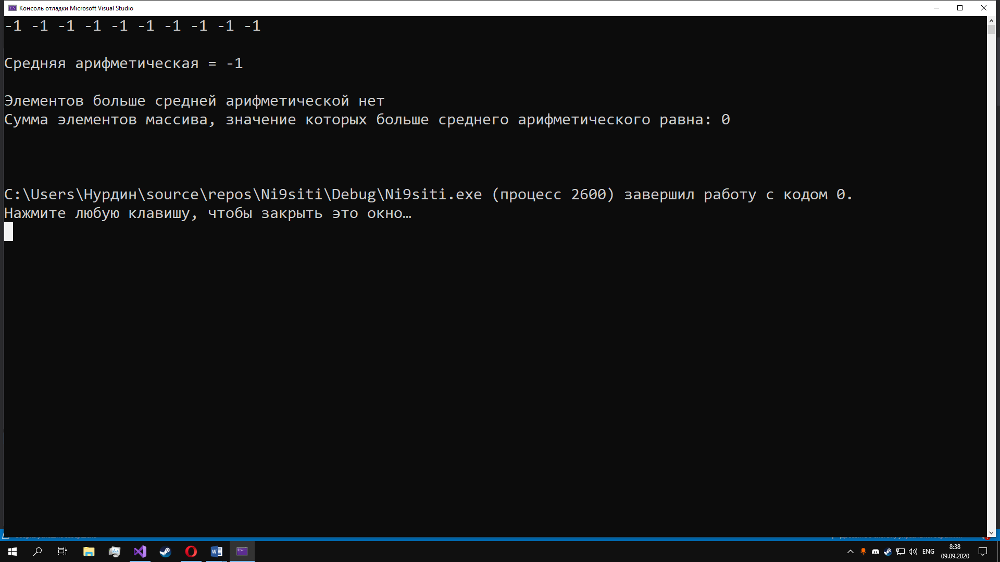 Консоль отладки Microsoft Visual Studio
-1 -1 -1 -1 -1 -1 -1 -1 -1 -1
Средняя арифметическая = -1
Элементов больше средней арифметической нет
Сумма элементов массива, значение которых больше среднего арифметического равна: 0
C:\Users\Нурдин\source\repos\Ni9siti\Debug\Ni9siti.exe (процесс 2600) завершил работу с кодом 0.
Нажмите любую клавишу, чтобы закрыть это окно…
ENG
8:38
09.09.2020